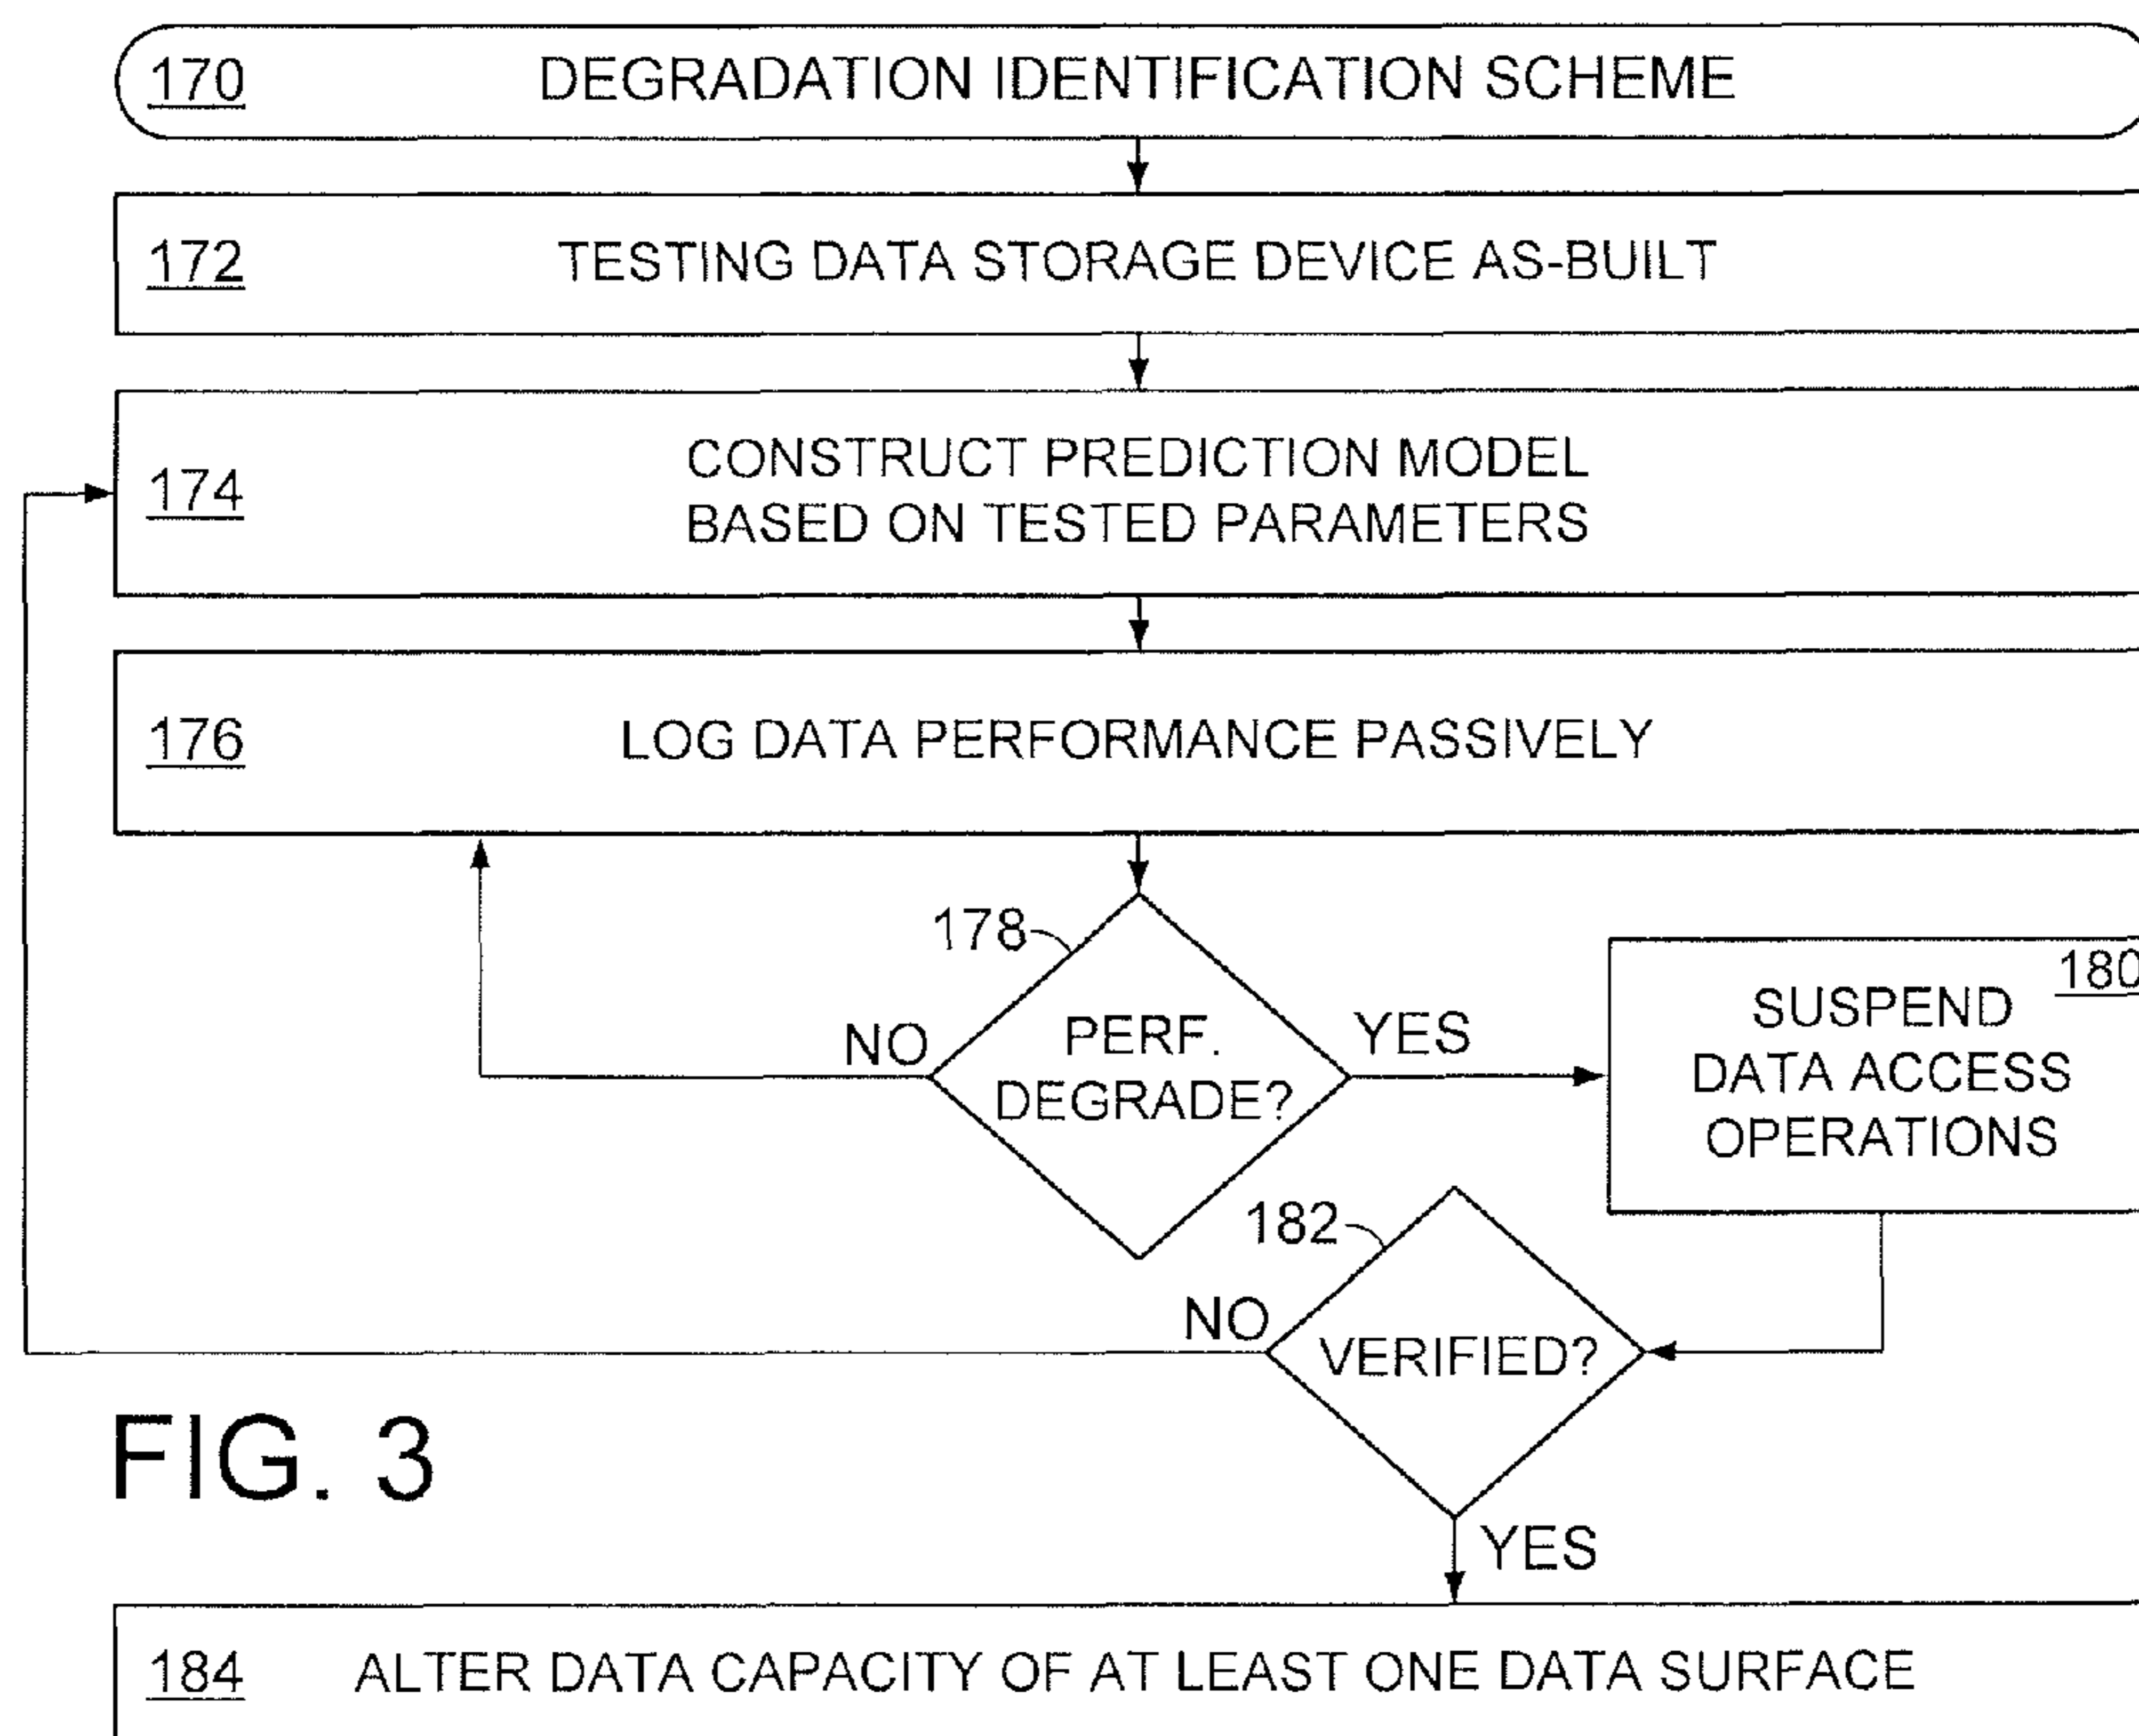 170 DEGRADATION IDENTIFICATION SCHEME
172 TESTING DATA STORAGE DEVICE AS-BUILT
174 CONSTRUCT PREDICTION MODEL
BASED ON TESTED PARAMETERS
176 LOG DATA PERFORMANCE PASSIVELY
178
NO
PERF.
DEGRADE?
YES
180
SUSPEND
DATA ACCESS
OPERATIONS
182
NO
VERIFIED?
YES
FIG. 3
184 ALTER DATA CAPACITY OF AT LEAST ONE DATA SURFACE